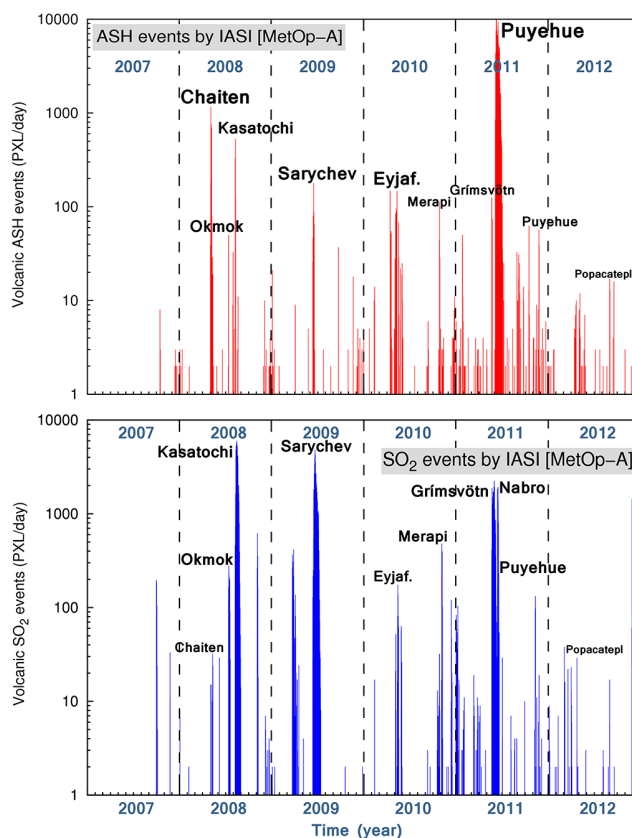 ASH events by IASI [MetOp−A]
Puyehue
2007 2008 2009 2010 2011 2012
Chaiten
Kasatochi
Sarychev
Eyjaf.
Grímsvötn
Merapi
Okmok
Puyehue
Popacatepl
1000
100
10
1
Volcanic ASH events (PXL/day)
10000
2007 2008 2009 2010 2011 2012
Kasatochi
Sarychev
SO2 events by IASI [MetOp−A]
Grímsvötn Nabro
Merapi
Okmok
Eyjaf.
Puyehue
Chaiten
Popacatepl
1000
100
10
1
Volcanic SO2 events (PXL/day)
2007 2008 2009 2010 2011 2012
Time (year)